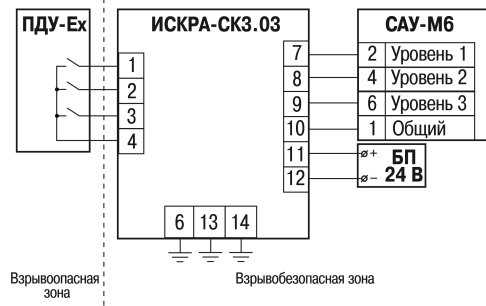 ПДУ-Ex
ИСКРА-СК3.03
САУ-М6
1
2
3
4
7
8
9
10
11
12
2 Уровень 1
4 Уровень 2
6 Уровень 3
1 Общий
+ БП
– 24 В
6 13 14
Взрывоопасная
зона
Взрывобезопасная зона